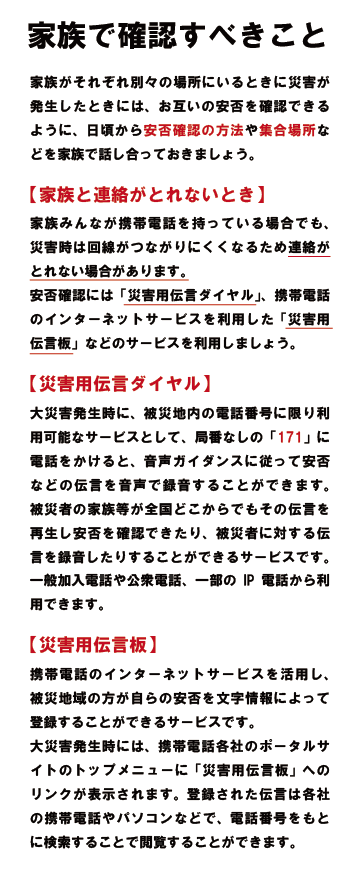 家族で確認すべきこと
家族がそれぞれ別々の場所にいるときに災害が
発生したときには、お互いの安否を確認できる
ように、日頃から安否確認の方法や集合場所な
どを家族で話し合っておきましょう。
【家族と連絡がとれないとき】
家族みんなが携帯電話を持っている場合でも、
災害時は回線がつながりにくくなるため連絡が
とれない場合があります。
安否確認には「災害用伝言ダイヤル」、携帯電話
のインターネットサービスを利用した「災害用
伝言板」などのサービスを利用しましょう。
【災害用伝言ダイヤル】
大災害発生時に、被災地内の電話番号に限り利
用可能なサービスとして、局番なしの「171」に
電話をかけると、音声ガイダンスに従って安否
などの伝言を音声で録音することができます。
被災者の家族等が全国どこからでもその伝言を
再生し安否を確認できたり、被災者に対する伝
言を録音したりすることができるサービスです。
一般加入電話や公衆電話、一部の IP 電話から利
用できます。
【災害用伝言板】
携帯電話のインターネットサービスを活用し、
被災地域の方が自らの安否を文字情報によって
登録することができるサービスです。
大災害発生時には、携帯電話各社のポータルサ
イトのトップメニューに「災害用伝言板」への
リンクが表示されます。登録された伝言は各社
の携帯電話やパソコンなどで、電話番号をもと
に検索することで閲覧することができます。